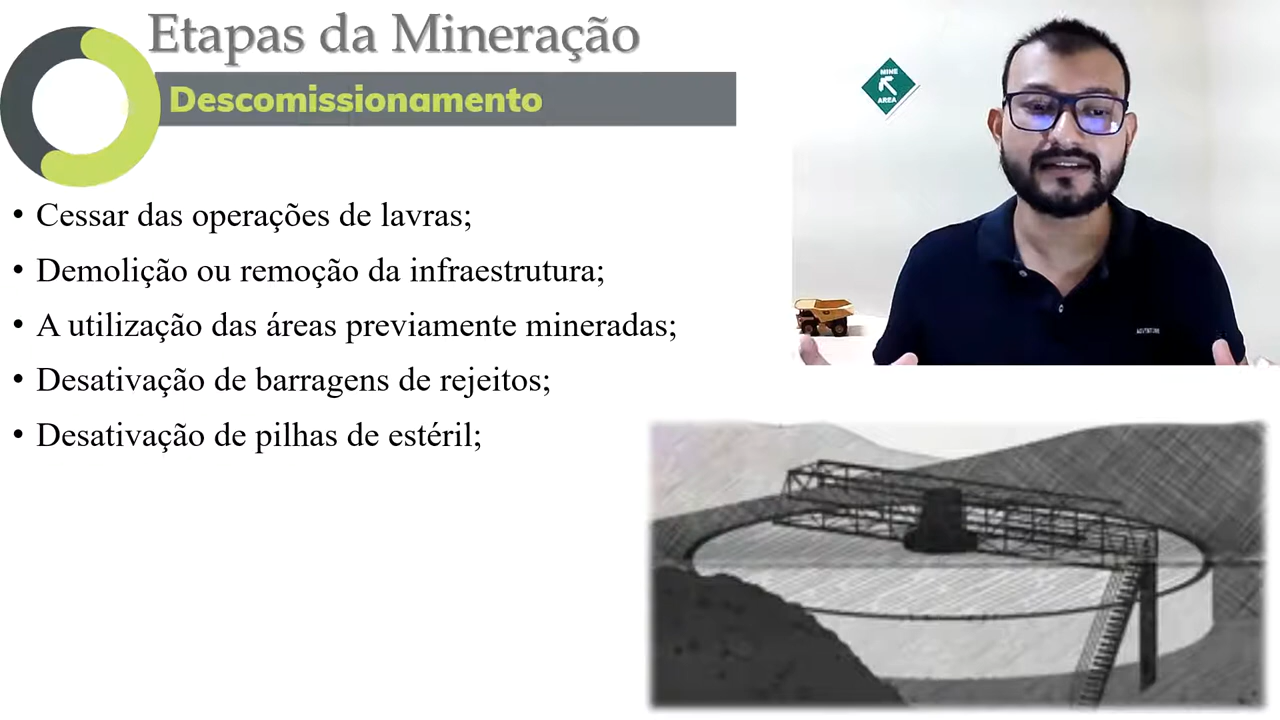 Etapas da Mineração
Descomissionamento
• Cessar das operações de lavras;
• Demolição ou remoção da infraestrutura;
• A utilização das áreas previamente mineradas;
• Desativação de barragens de rejeitos;
• Desativação de pilhas de estéril;
MINE
AREA
ADVENTURE